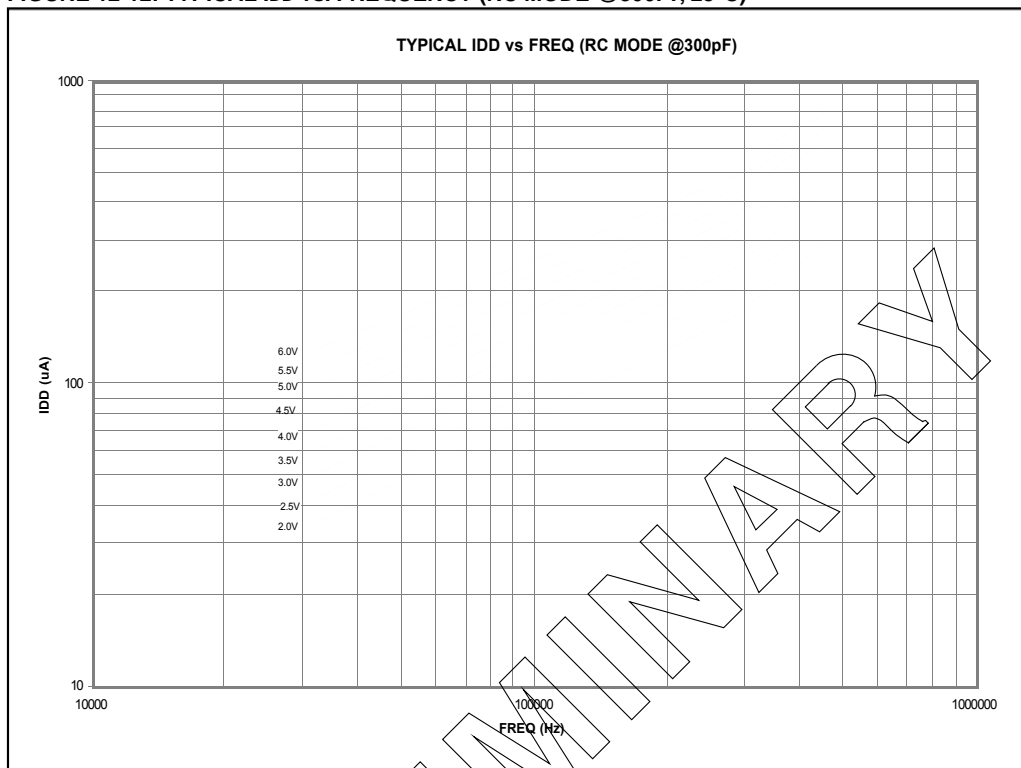 TYPICAL IDD vs FREQ (RC MODE @300pF)
1000
IDD (uA)
6.0V
5.5V
100
5.0V
4.5V
4.0V
3.5V
3.0V
2.5V
2.0V
10
10000
100000
1000000
FREQ (Hz)
MINARY